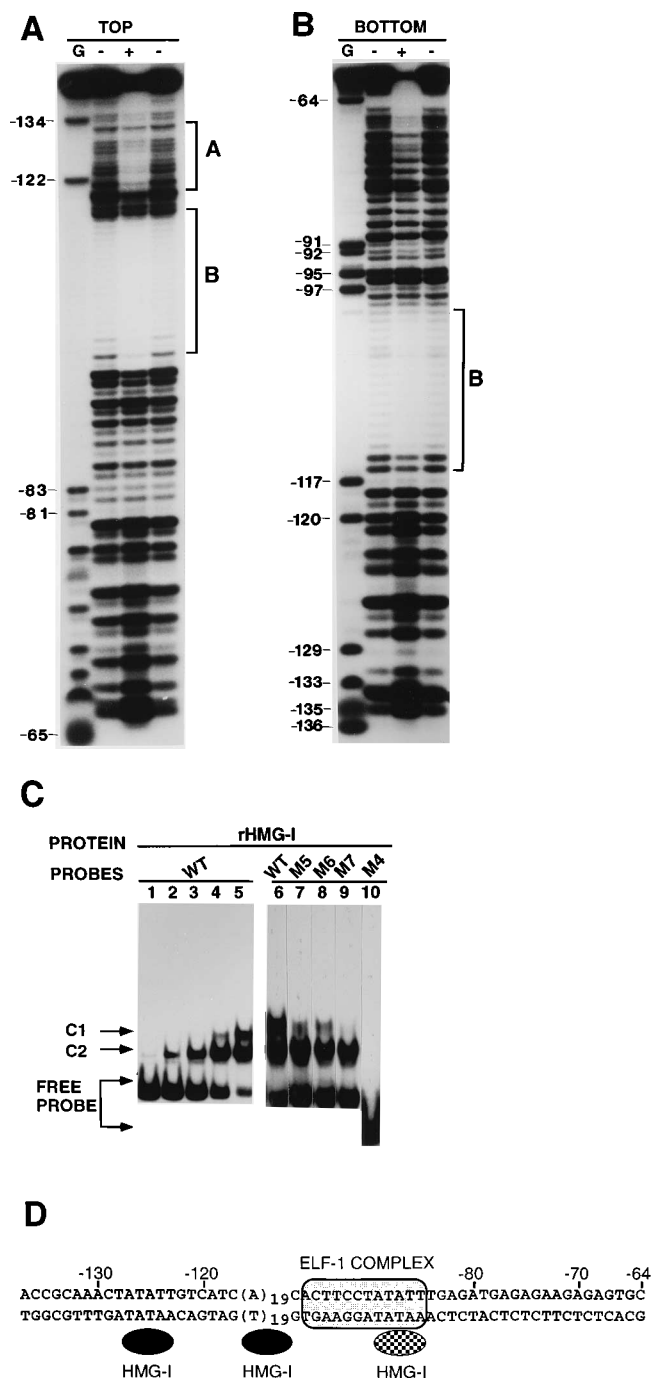 A
TOP
G - + -
-134
-122
A
B
-83
-81
-65
B
BOTTOM
G - + -
-64
-91
-92
-95
-97
B
-117
-120
-129
-133
-135
-136
C
PROTEIN rHMG-I
PROBES WT WT M5 M6 M7 M4
1 2 3 4 5 6 7 8 9 10
C1
C2
FREE
PROBE
D
ELF-1 COMPLEX
-130 -120 -80 -70 -64
ACCGCAAACTATATTGTCATC(A)19CACTTCCTATATTTGAGATGAGAGAAGAGAGTGC
TGGCGTTTGATATAACAGTAG(T)19GTGAAGGATATAAACTCTACTCTCTTCTCTCACG
HMG-I HMG-I HMG-I